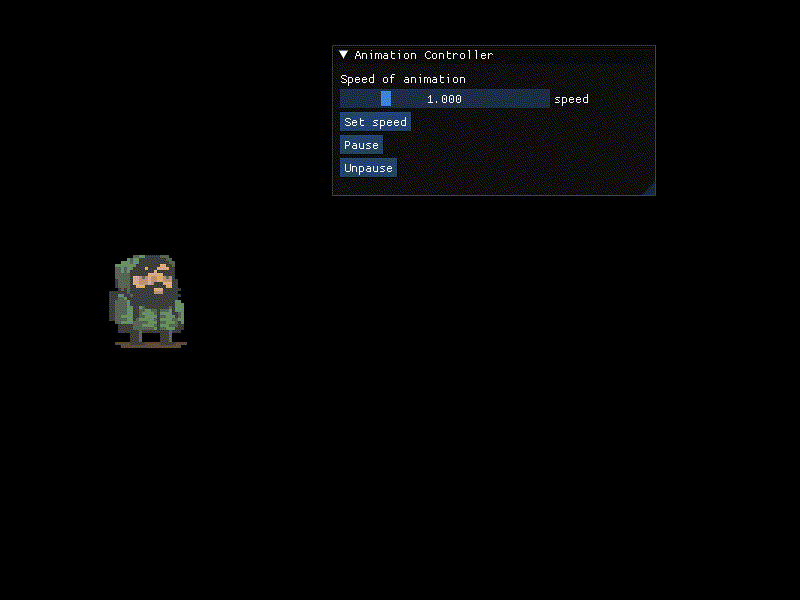 Animation Controller
Speed of animation
1.000 speed
Set speed
Pause
Unpause